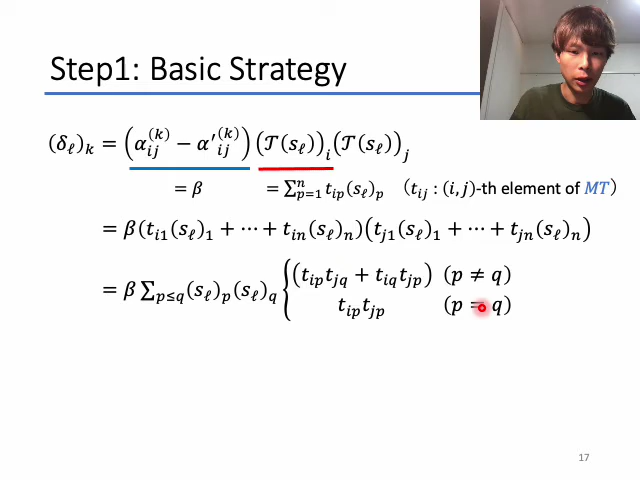 Step1: Basic Strategy
(δ_ℓ)_k = (α_ij^(k) − α'_ij^(k)) (𝒯(s_ℓ))_i (𝒯(s_ℓ))_j
= β = ∑_{p=1}^n t_ip(s_ℓ)_p (t_ij : (i, j)-th element of MT)
= β(t_i1(s_ℓ)_1 + ⋯ + t_in(s_ℓ)_n)(t_j1(s_ℓ)_1 + ⋯ + t_jn(s_ℓ)_n)
= β ∑_{p≤q}(s_ℓ)_p(s_ℓ)_q { (t_ip t_jq + t_iq t_jp) (p ≠ q)
t_ip t_jp (p = q)
17